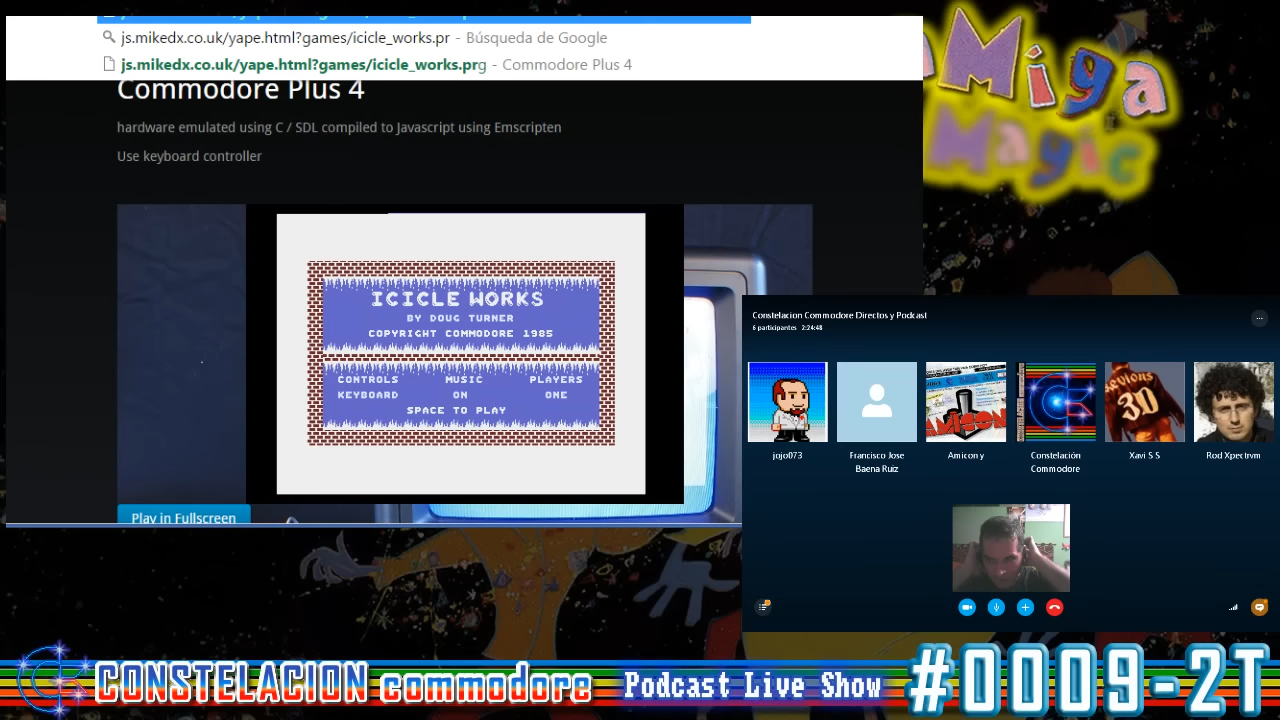 js.mikedx.co.uk/yape.html?games/icicle_works.pr - Búsqueda de Google
js.mikedx.co.uk/yape.html?games/icicle_works.prg - Commodore Plus 4
Commodore Plus 4
hardware emulated using C / SDL compiled to Javascript using Emscripten
Use keyboard controller
ICICLE WORKS
BY DOUG TURNER
COPYRIGHT COMMODORE 1985
CONTROLS MUSIC PLAYERS
KEYBOARD ON ONE
SPACE TO PLAY
Play in Fullscreen
Amiga
Magic
Constelacion Commodore Directos y Podcast
6 participantes 2:24:48
30
jojo073
Francisco Jose
Baena Ruiz
Amicon y
Constelación
Commodore
Xavi S S
Rod Xpectrvm
CONSTELACION commodore Podcast Live Show #0009-2T